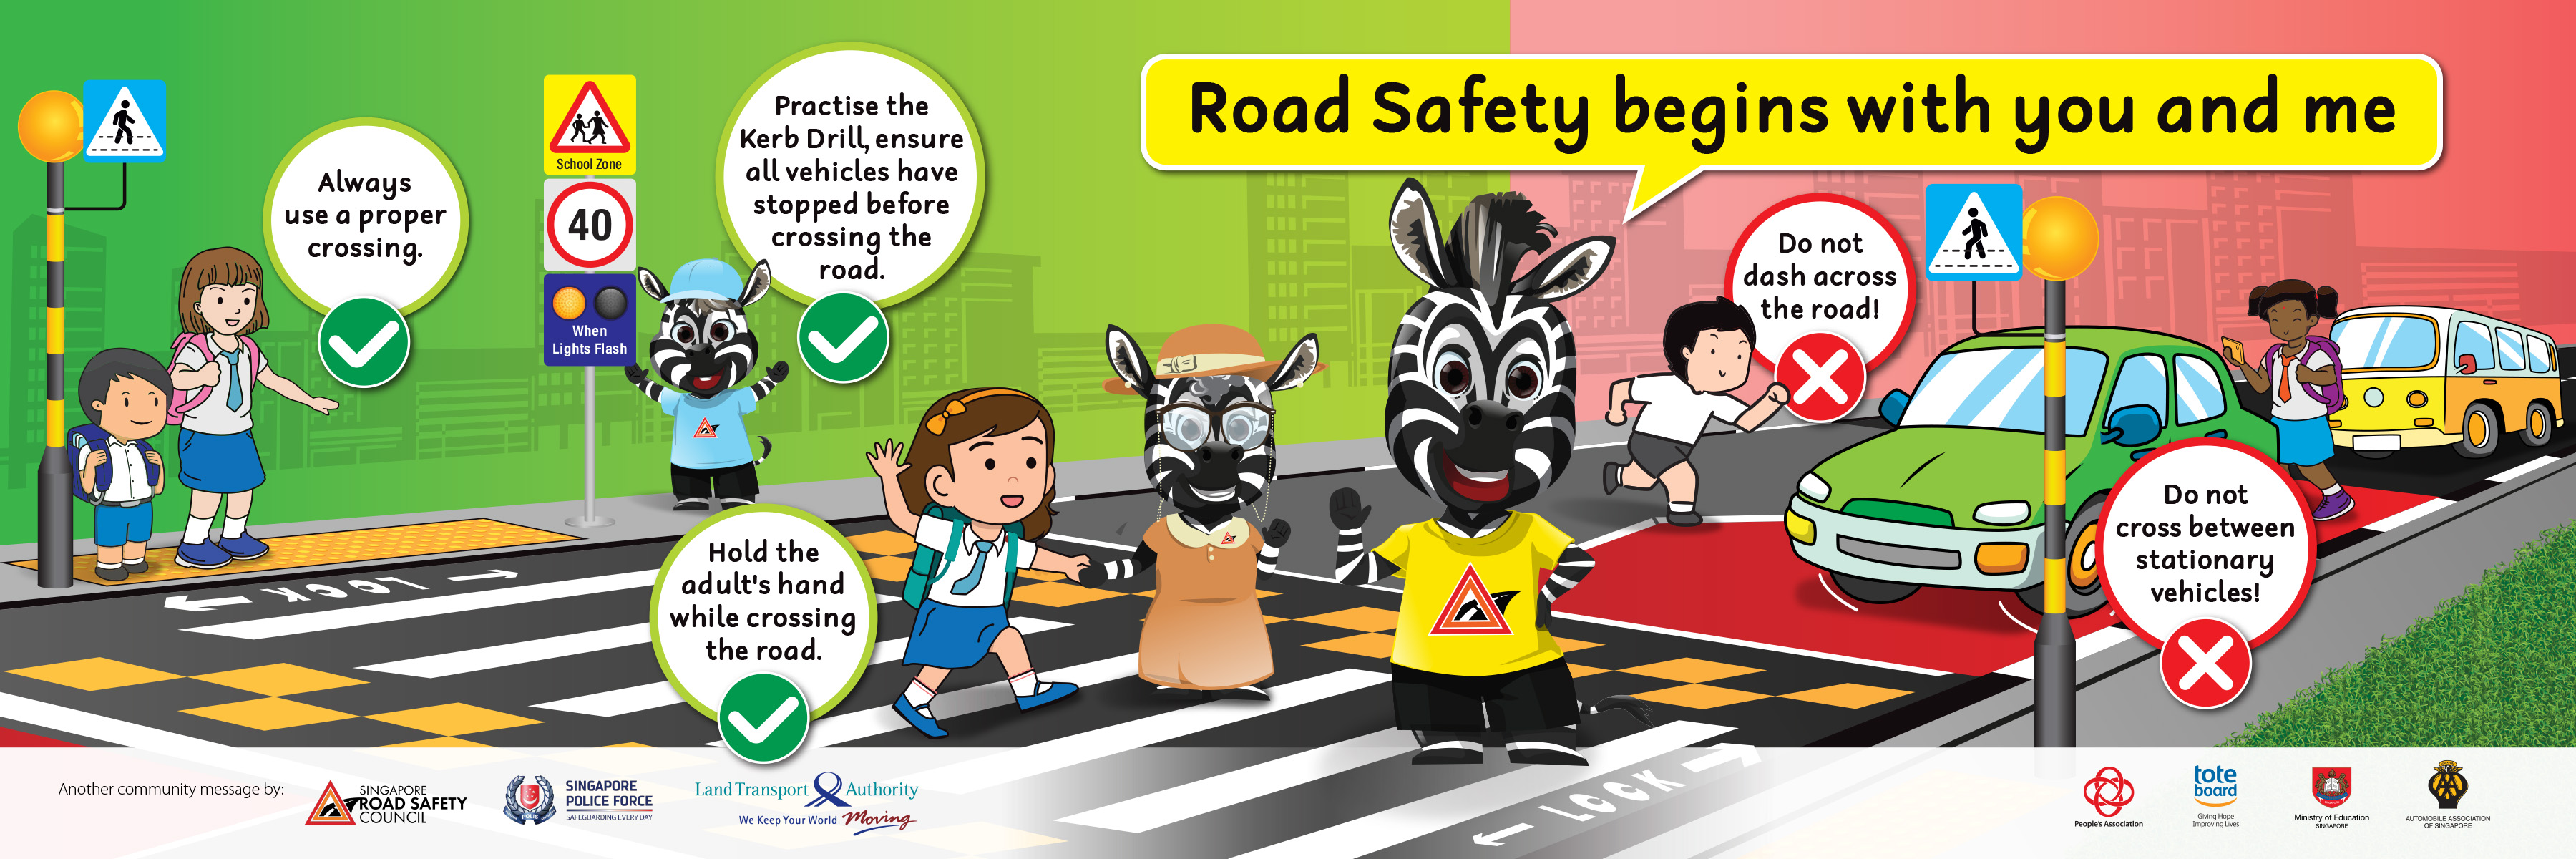 Road Safety begins with you and me
Always
use a proper
crossing.
School Zone
40
When
Lights Flash
Practise the
Kerb Drill, ensure
all vehicles have
stopped before
crossing the
road.
Hold the
adult's hand
while crossing
the road.
Do not
dash across
the road!
Do not
cross between
stationary
vehicles!
LOOK
LOOK
Another community message by:
SINGAPORE
ROAD SAFETY
COUNCIL
POLIS
SINGAPORE
POLICE FORCE
SAFEGUARDING EVERY DAY
Land Transport Authority
We Keep Your World Moving
People's Association
tote
board
Giving Hope
Improving Lives
Ministry of Education
SINGAPORE
AUTOMOBILE ASSOCIATION
OF SINGAPORE